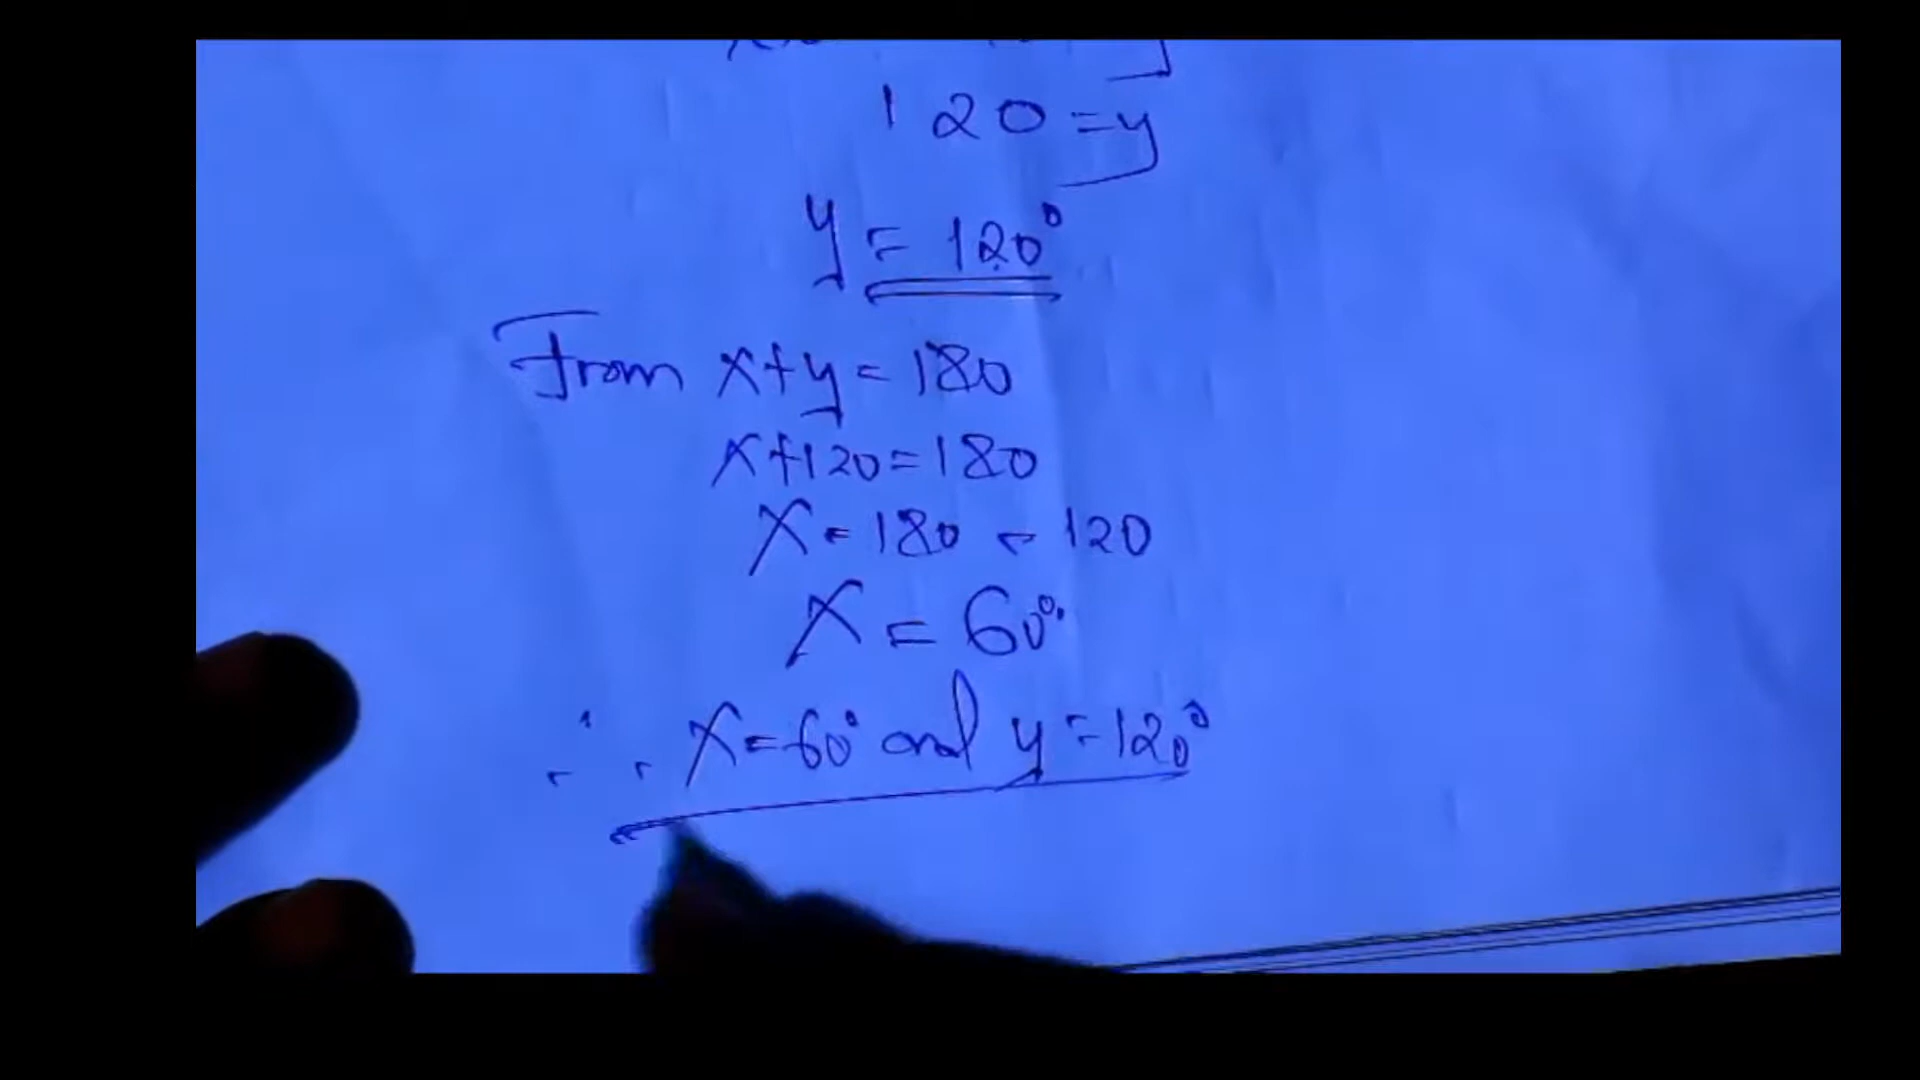 120=y
y = 120°
From x+y=180
x+120=180
x=180-120
x = 60°
∴ x=60° and y=120°